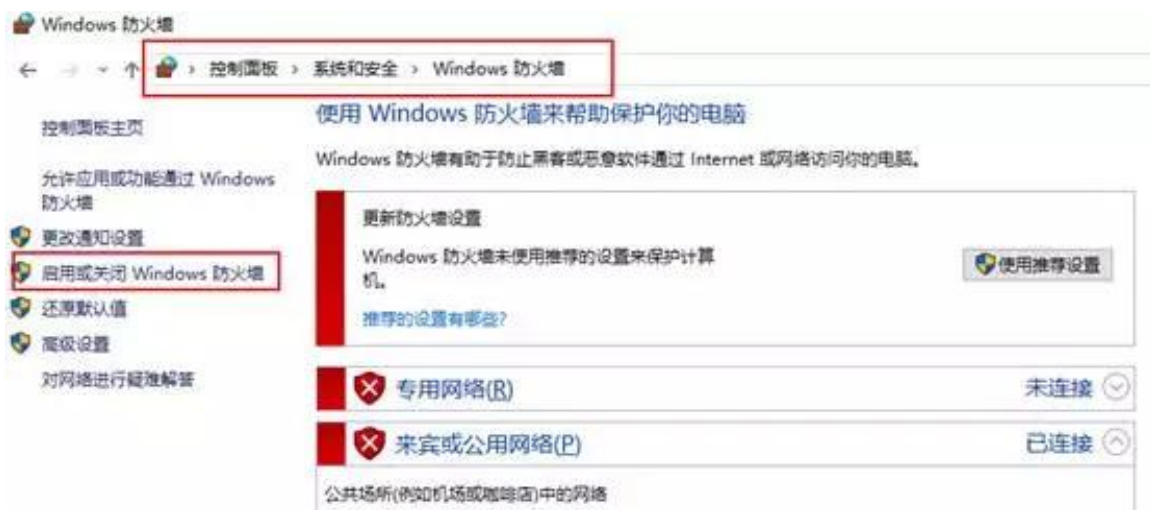 Windows 防火墙
控制面板 › 系统和安全 › Windows 防火墙
控制面板主页
允许应用或功能通过 Windows
防火墙
更改通知设置
启用或关闭 Windows 防火墙
还原默认值
高级设置
对网络进行疑难解答
使用 Windows 防火墙来帮助保护你的电脑
Windows 防火墙有助于防止黑客或恶意软件通过 Internet 或网络访问你的电脑。
更新防火墙设置
Windows 防火墙未使用推荐的设置来保护计算
机。
使用推荐设置
推荐的设置有哪些?
专用网络(R) 未连接
来宾或公用网络(P) 已连接
公共场所(例如机场或咖啡店)中的网络